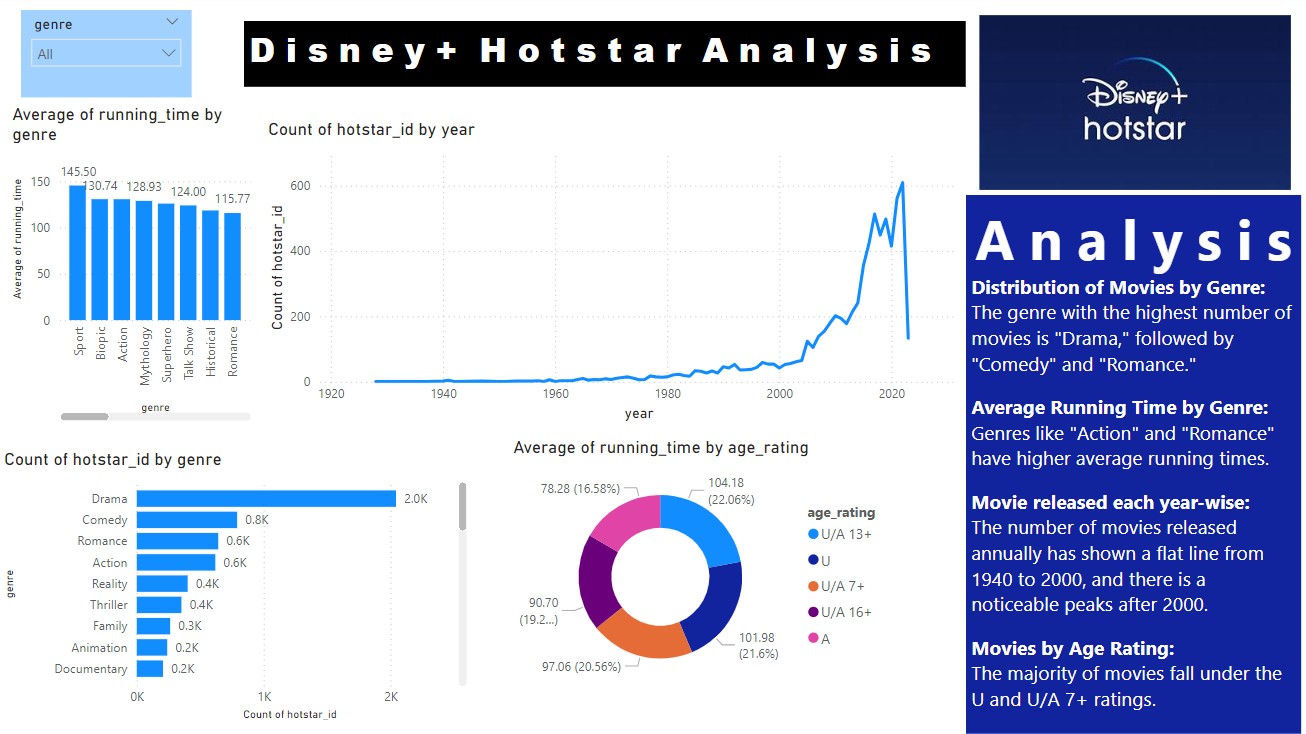 genre
All
Disney+ Hotstar Analysis
Disney+
hotstar
Average of running_time by
genre
Average of running_time
150
100
50
0
145.50
130.74
128.93
124.00
115.77
Sport
Biopic
Action
Mythology
Superhero
Talk Show
Historical
Romance
genre
Count of hotstar_id by year
Count of hotstar_id
600
400
200
0
1920
1940
1960
1980
2000
2020
year
Count of hotstar_id by genre
genre
Drama 2.0K
Comedy 0.8K
Romance 0.6K
Action 0.6K
Reality 0.4K
Thriller 0.4K
Family 0.3K
Animation 0.2K
Documentary 0.2K
0K
1K
2K
Count of hotstar_id
Average of running_time by age_rating
104.18
(22.06%)
101.98
(21.6%)
97.06 (20.56%)
90.70
(19.2...)
78.28 (16.58%)
age_rating
U/A 13+
U
U/A 7+
U/A 16+
A
Analysis
Distribution of Movies by Genre:
The genre with the highest number of
movies is "Drama," followed by
"Comedy" and "Romance."
Average Running Time by Genre:
Genres like "Action" and "Romance"
have higher average running times.
Movie released each year-wise:
The number of movies released
annually has shown a flat line from
1940 to 2000, and there is a
noticeable peaks after 2000.
Movies by Age Rating:
The majority of movies fall under the
U and U/A 7+ ratings.